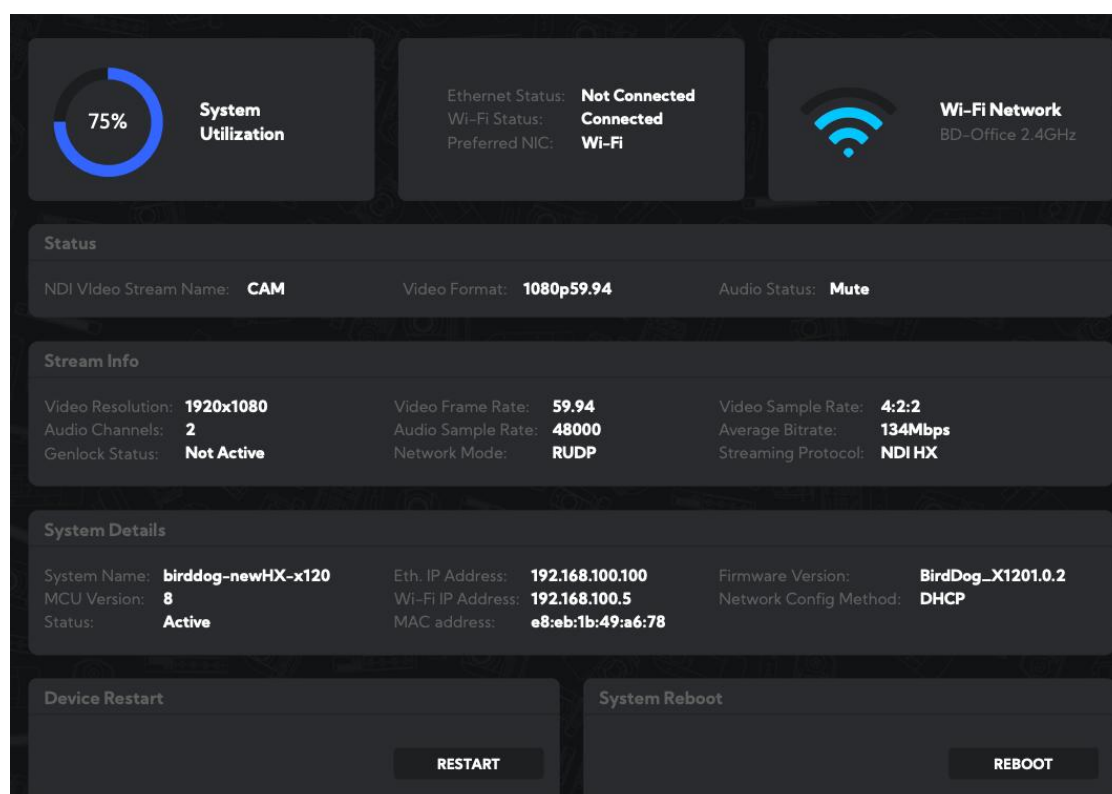 75%
System
Utilization
Ethernet Status: Not Connected
Wi-Fi Status: Connected
Preferred NIC: Wi-Fi
Wi-Fi Network
BD-Office 2.4GHz
Status
NDI VIdeo Stream Name: CAM
Video Format: 1080p59.94
Audio Status: Mute
Stream Info
Video Resolution: 1920x1080
Video Frame Rate: 59.94
Video Sample Rate: 4:2:2
Audio Channels: 2
Audio Sample Rate: 48000
Average Bitrate: 134Mbps
Genlock Status: Not Active
Network Mode: RUDP
Streaming Protocol: NDI HX
System Details
System Name: birddog-newHX-x120
Eth. IP Address: 192.168.100.100
Firmware Version: BirdDog_X1201.0.2
MCU Version: 8
Wi-Fi IP Address: 192.168.100.5
Network Config Method: DHCP
Status: Active
MAC address: e8:eb:1b:49:a6:78
Device Restart
System Reboot
RESTART
REBOOT